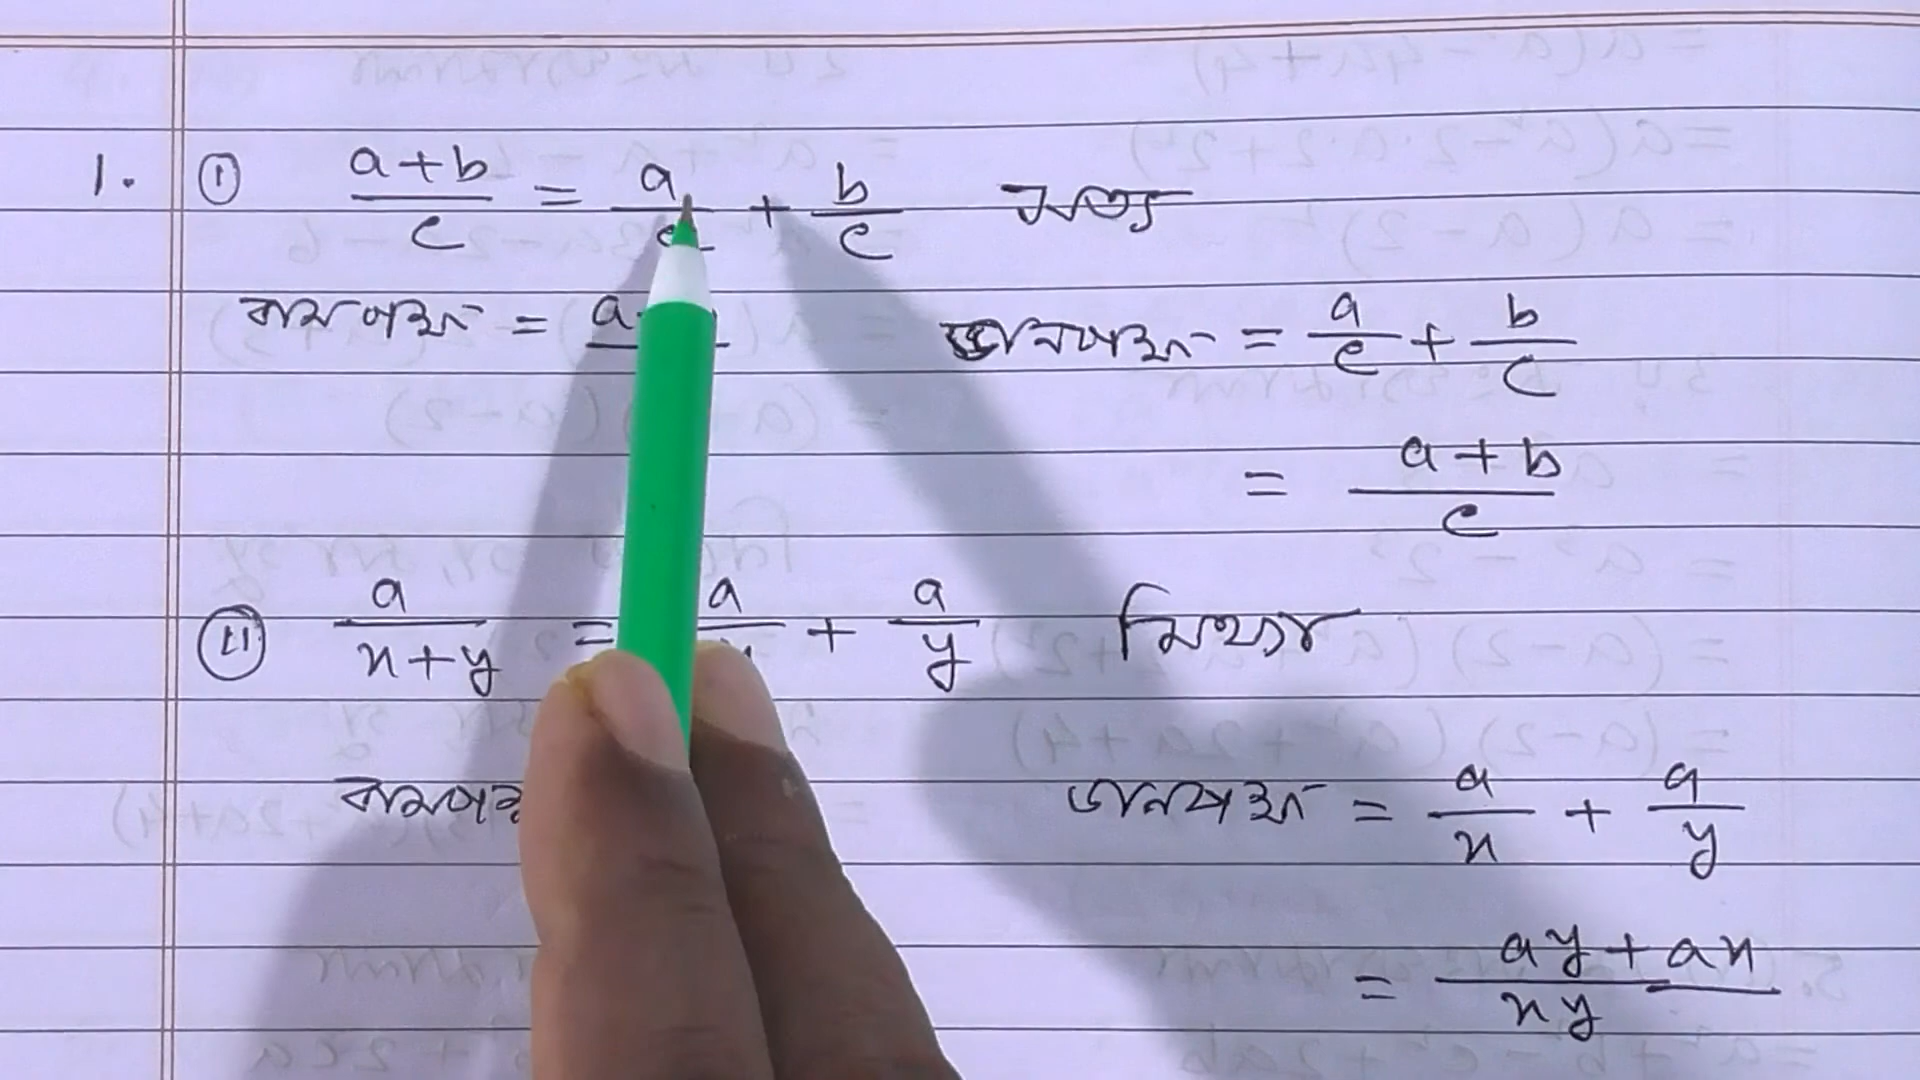 1. (i) (a+b)/c = a/c + b/c সত্য
বামপক্ষ = a
ডানপক্ষ = a/c + b/c
= (a+b)/c
(ii) a/(x+y) = a + a/y মিথ্যা
বামপক্ষ
ডানপক্ষ = a/x + a/y
= (ay+ax)/xy